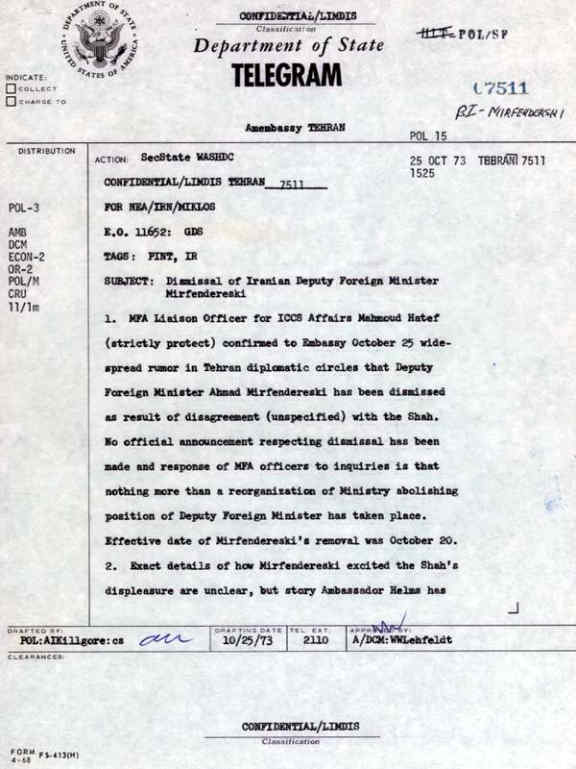 CONFIDENTIAL/LIMDIS
Classification
DEPARTMENT OF STATE
UNITED STATES OF AMERICA
Department of State
TELEGRAM
POL/SF
INDICATE:
COLLECT
CHARGE TO
7511
BI - MIRFENDERSKI
Amembassy TEHRAN
POL 15
DISTRIBUTION
ACTION: SecState WASHDC
25 OCT 73 7511
1525
CONFIDENTIAL/LIMDIS TEHRAN 7511
POL-3
FOR NEA/IRN/MIKLOS
AMB
E.O. 11652: GDS
DCM
ECON-2
TAGS: PINT, IR
OR-2
POL/M
SUBJECT: Dismissal of Iranian Deputy Foreign Minister
CRU
Mirfendereski
11/1m
1. MFA Liaison Officer for ICCS Affairs Mahmoud Hatef
(strictly protect) confirmed to Embassy October 25 wide-
spread rumor in Tehran diplomatic circles that Deputy
Foreign Minister Ahmad Mirfendereski has been dismissed
as result of disagreement (unspecified) with the Shah.
No official announcement respecting dismissal has been
made and response of MFA officers to inquiries is that
nothing more than a reorganization of Ministry abolishing
position of Deputy Foreign Minister has taken place.
Effective date of Mirfendereski's removal was October 20.
2. Exact details of how Mirfendereski excited the Shah's
displeasure are unclear, but story Ambassador Helms has
DRAFTED BY:
POL:AIKillgore:cs
DRAFTING DATE
10/25/73
TEL. EXT.
2110
APPROVED BY:
A/DCM:WWLehfeldt
CLEARANCES:
CONFIDENTIAL/LIMDIS
Classification
FORM FS-413(H)
4-68